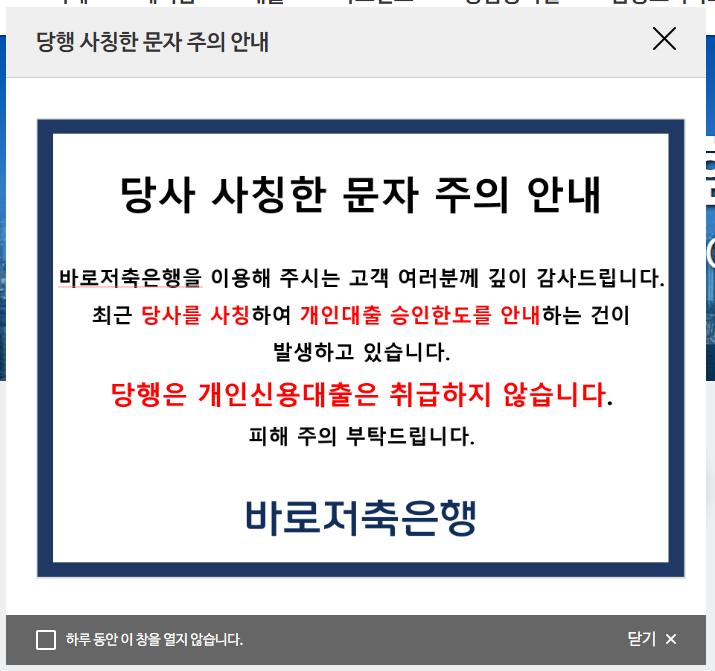 당행 사칭한 문자 주의 안내
당사 사칭한 문자 주의 안내
바로저축은행을 이용해 주시는 고객 여러분께 깊이 감사드립니다.
최근 당사를 사칭하여 개인대출 승인한도를 안내하는 건이
발생하고 있습니다.
당행은 개인신용대출은 취급하지 않습니다.
피해 주의 부탁드립니다.
바로저축은행
하루 동안 이 창을 열지 않습니다.
닫기 ×